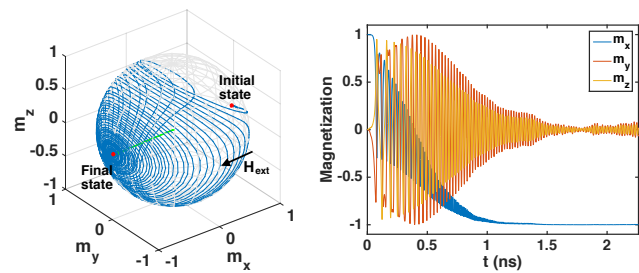 1
0.5
0
-0.5
-1
m_z
1
0
-1
m_y
-1
0
1
m_x
Initial
state
Final
state
H_ext
1
0.5
0
-0.5
-1
Magnetization
0
0.5
1
1.5
2
t (ns)
m_x
m_y
m_z